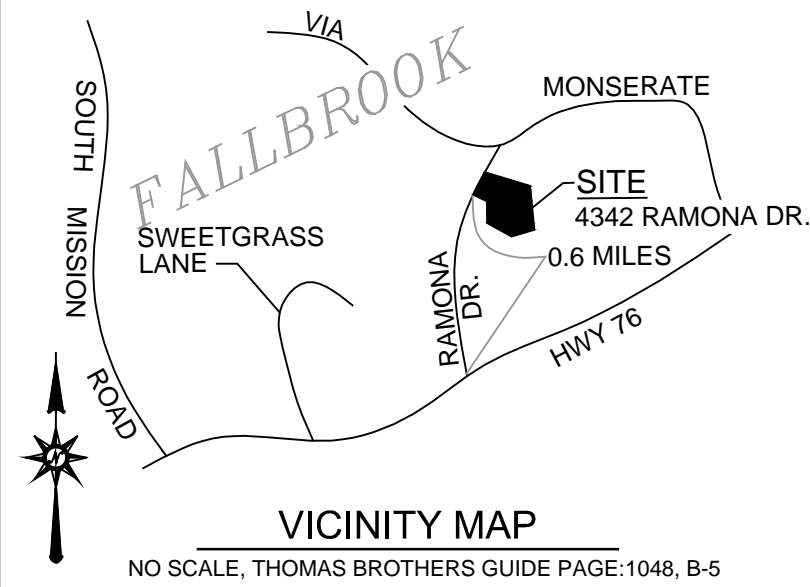 VIA
FALLBROOK
SOUTH MISSION ROAD
MONSERATE
SITE
4342 RAMONA DR.
SWEETGRASS
LANE
0.6 MILES
RAMONA
DR.
HWY 76
N
VICINITY MAP
NO SCALE, THOMAS BROTHERS GUIDE PAGE:1048, B-5